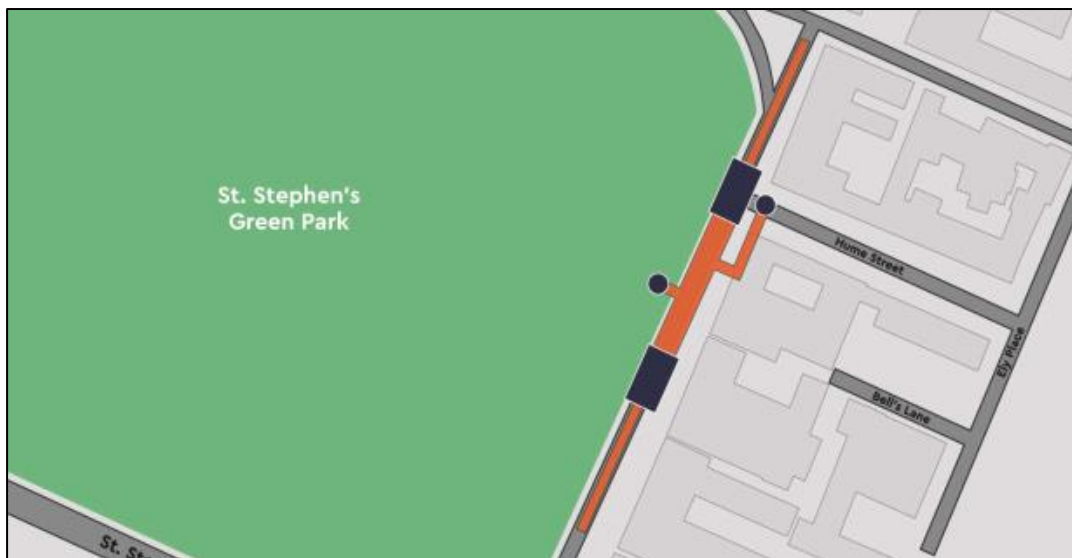 St. Stephen's
Green Park
Hume Street
Ely Place
Bell's Lane
St. St